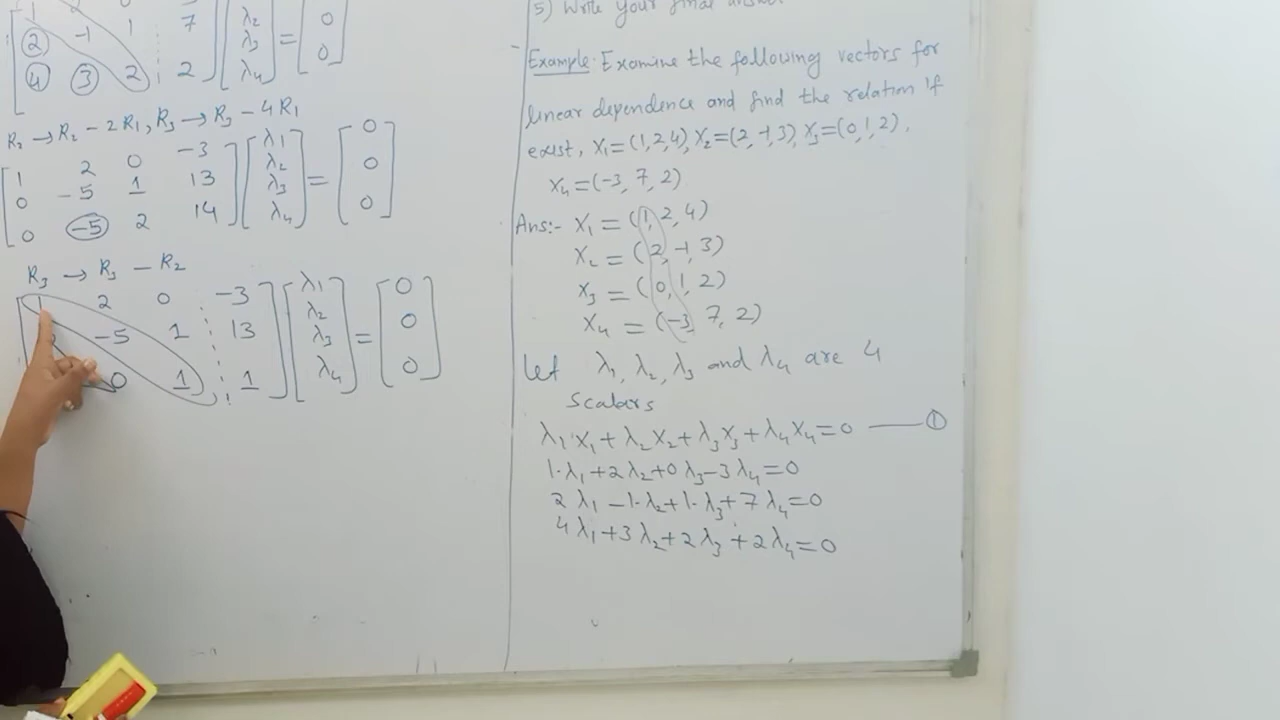 1 0 0
2 -1 1 7 λ2 0
4 3 2 2 λ3 = 0
λ4
R2 → R2 - 2R1, R3 → R3 - 4R1
1 2 0 -3 λ1 0
0 -5 1 13 λ2 = 0
0 -5 2 14 λ3 0
λ4
R3 → R3 - R2
1 2 0 -3 λ1 0
-5 1 13 λ2 = 0
0 1 1 λ3 0
λ4
5) Write your final answer
Example: Examine the following vectors for
linear dependence and find the relation if
exist, X1=(1,2,4), X2=(2,-1,3), X3=(0,1,2),
X4=(-3, 7, 2)
Ans:- X1 = (1, 2, 4)
X2 = (2, -1, 3)
X3 = (0, 1, 2)
X4 = (-3, 7, 2)
Let λ1, λ2, λ3 and λ4 are 4
Scalars
λ1·X1 + λ2X2 + λ3X3 + λ4X4 = 0 —— ①
1·λ1 + 2λ2 + 0λ3 - 3λ4 = 0
2λ1 - 1·λ2 + 1·λ3 + 7λ4 = 0
4λ1 + 3λ2 + 2λ3 + 2λ4 = 0